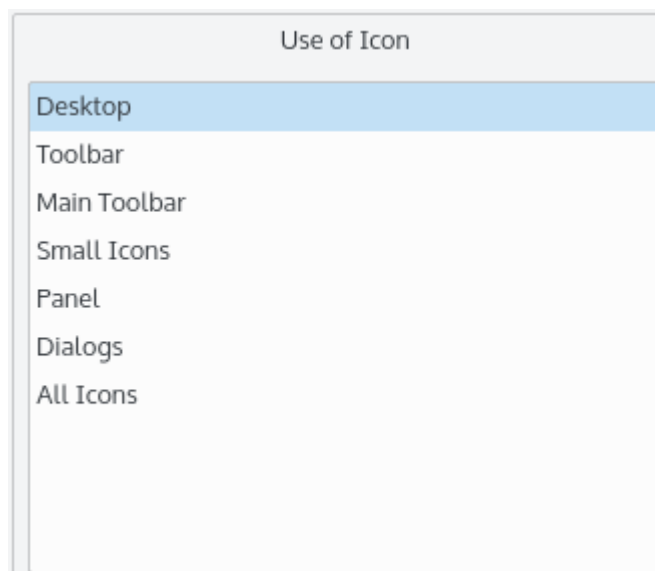 Use of Icon
Desktop
Toolbar
Main Toolbar
Small Icons
Panel
Dialogs
All Icons